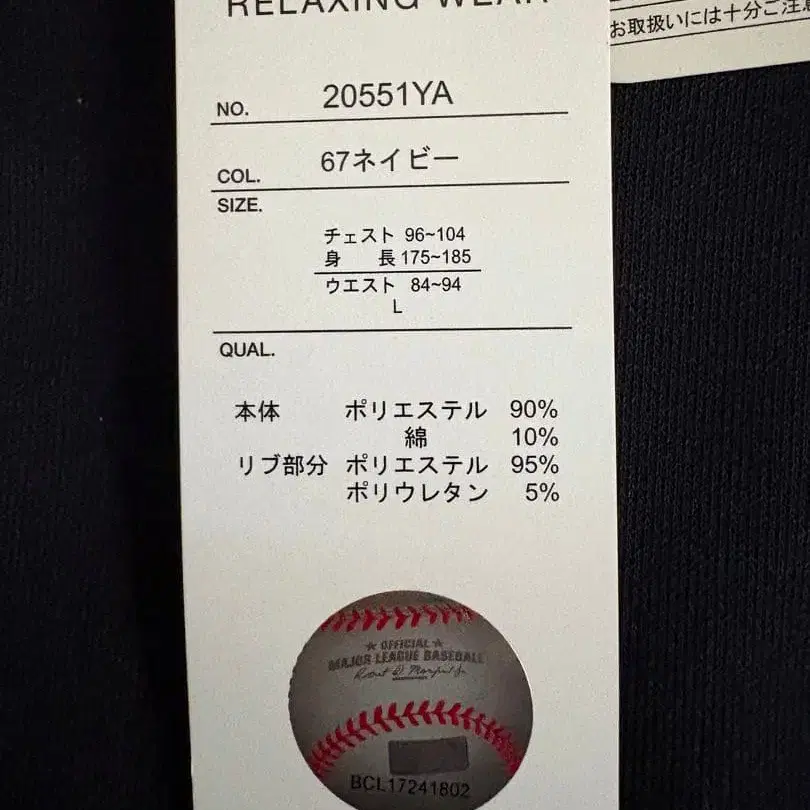 RELAXING WEAR
お取扱いには十分ご注意
NO. 20551YA
COL. 67ネイビー
SIZE.
チェスト 96~104
身 長 175~185
ウエスト 84~94
L
QUAL.
本体 ポリエステル 90%
綿 10%
リブ部分 ポリエステル 95%
ポリウレタン 5%
★ OFFICIAL ★
MAJOR LEAGUE BASEBALL
BCL17241802